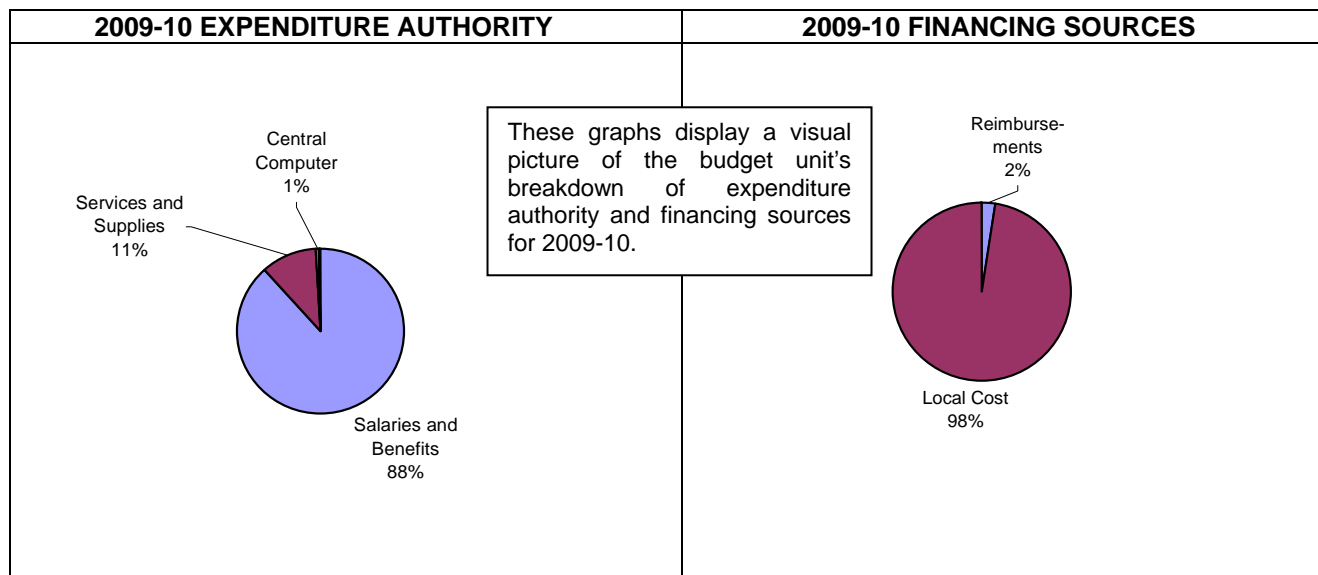 2009-10 EXPENDITURE AUTHORITY
2009-10 FINANCING SOURCES
Central
Computer
1%
Services and
Supplies
11%
Salaries and
Benefits
88%
These graphs display a visual
picture of the budget unit's
breakdown of expenditure
authority and financing sources
for 2009-10.
Reimburse-
ments
2%
Local Cost
98%